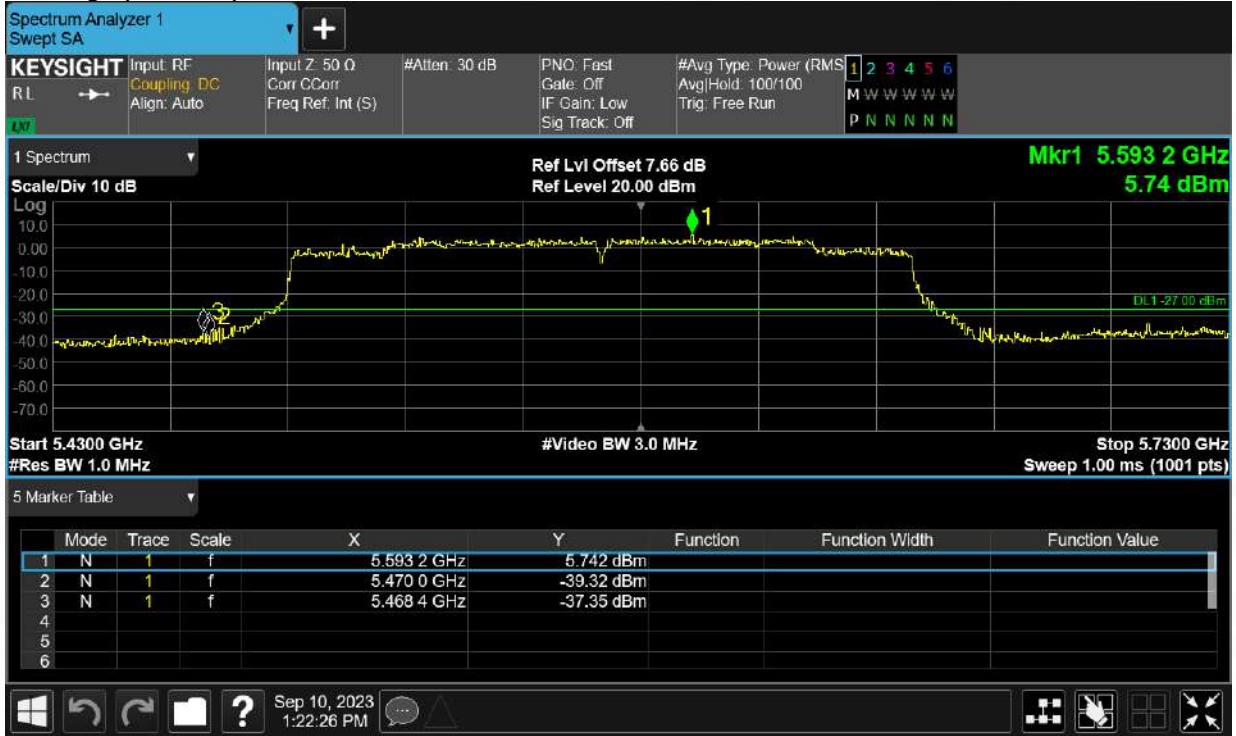 Spectrum Analyzer 1
Swept SA
+
KEYSIGHT
RL
LXI
Input: RF
Coupling: DC
Align: Auto
Input Z: 50 Ω
Corr CCorr
Freq Ref: Int (S)
#Atten: 30 dB
PNO: Fast
Gate: Off
IF Gain: Low
Sig Track: Off
#Avg Type: Power (RMS
Avg|Hold: 100/100
Trig: Free Run
1 2 3 4 5 6
M W W W W W
P N N N N N
1 Spectrum
Scale/Div 10 dB
Ref Lvl Offset 7.66 dB
Ref Level 20.00 dBm
Mkr1 5.593 2 GHz
5.74 dBm
Log
10.0
0.00
-10.0
-20.0
-30.0
-40.0
-50.0
-60.0
-70.0
1
3
2
DL1 -27.00 dBm
Start 5.4300 GHz
#Video BW 3.0 MHz
Stop 5.7300 GHz
#Res BW 1.0 MHz
Sweep 1.00 ms (1001 pts)
5 Marker Table
Mode Trace Scale X Y Function Function Width Function Value
1 N 1 f 5.593 2 GHz 5.742 dBm
2 N 1 f 5.470 0 GHz -39.32 dBm
3 N 1 f 5.468 4 GHz -37.35 dBm
4
5
6
?
Sep 10, 2023
1:22:26 PM